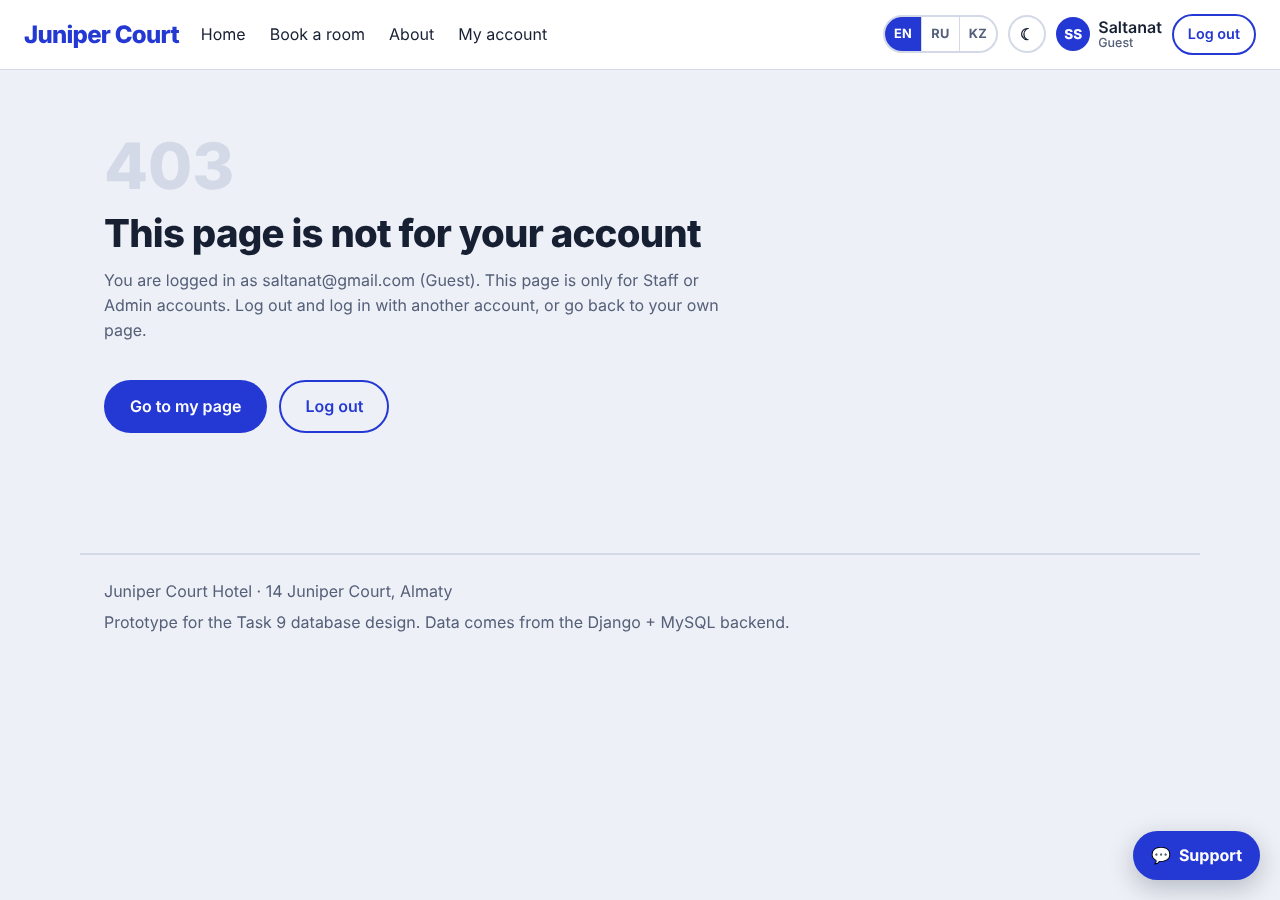 Juniper Court
Home
Book a room
About
My account
EN
RU
KZ
SS
Saltanat
Guest
Log out
403
This page is not for your account
You are logged in as saltanat@gmail.com (Guest). This page is only for Staff or
Admin accounts. Log out and log in with another account, or go back to your own
page.
Go to my page
Log out
Juniper Court Hotel · 14 Juniper Court, Almaty
Prototype for the Task 9 database design. Data comes from the Django + MySQL backend.
Support